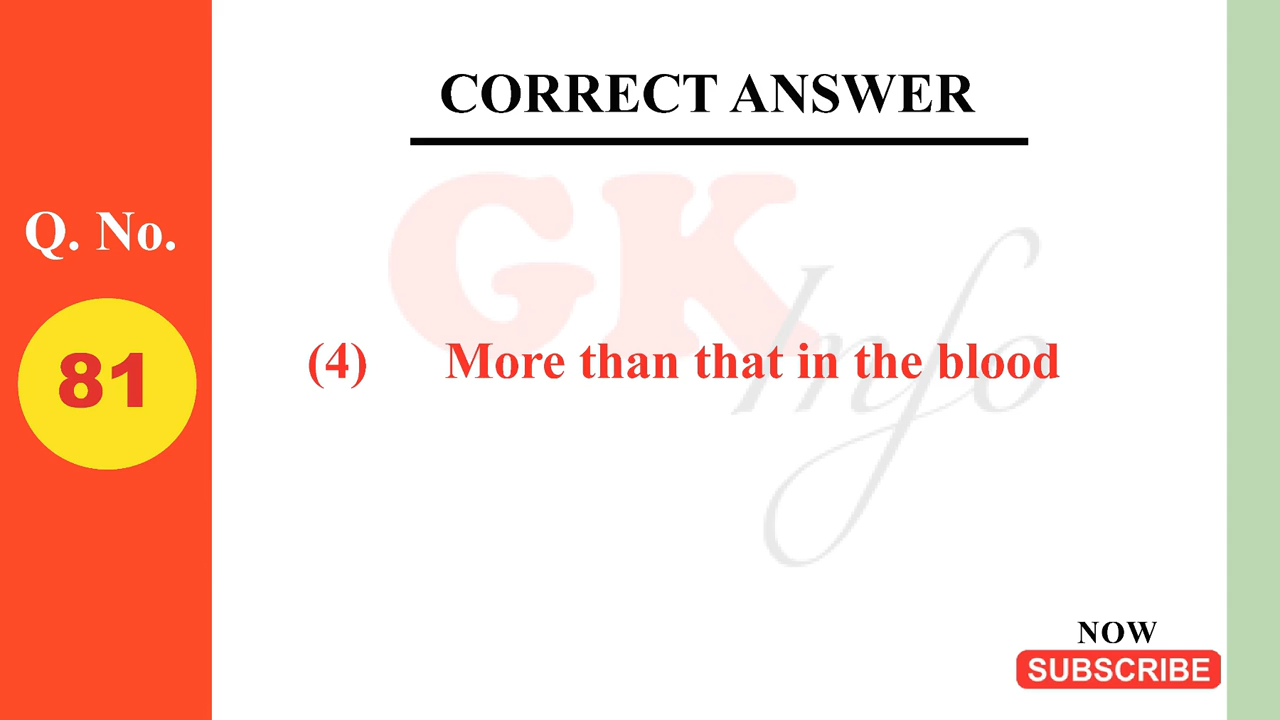 CORRECT ANSWER
GK
Info
Q. No.
81
(4) More than that in the blood
NOW
SUBSCRIBE